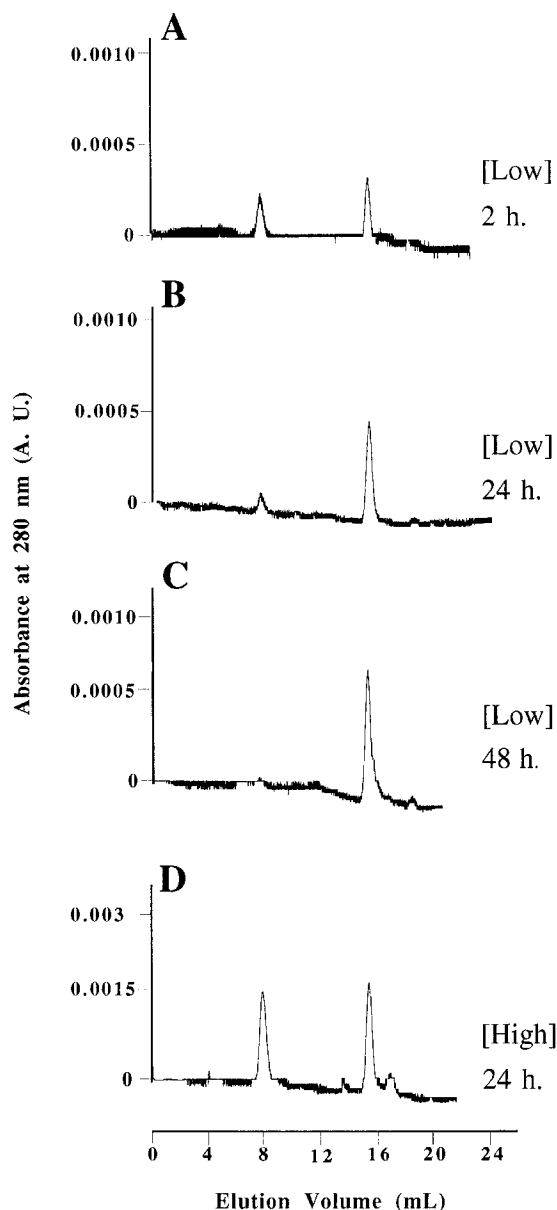 A
0.0010
0.0005
0
[Low]
2 h.
B
0.0010
0.0005
0
[Low]
24 h.
Absorbance at 280 nm (A. U.)
C
0.0010
0.0005
0
[Low]
48 h.
D
0.003
0.0015
0
[High]
24 h.
0 4 8 12 16 20 24
Elution Volume (mL)